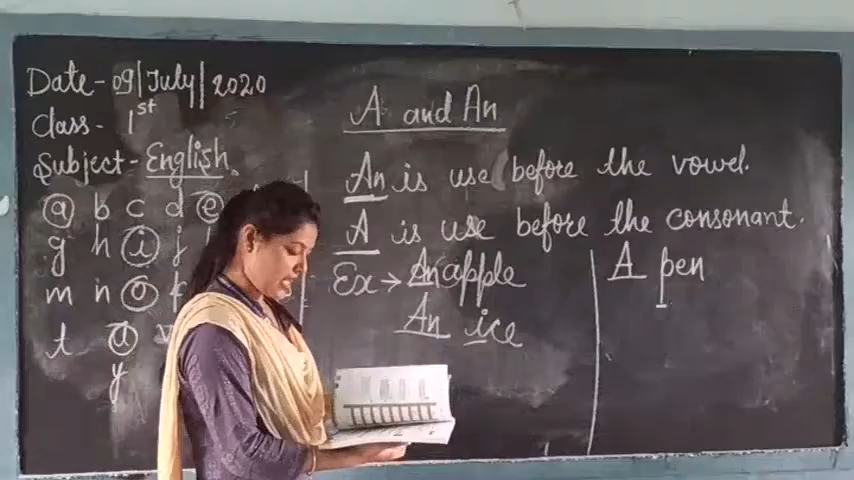 Date - 09|July|2020
Class - 1st
Subject - English.
a b c d e
g h i j
m n o p
t u
y
A and An
An is use before the vowel.
A is use before the consonant.
Ex → An apple
An ice
A pen